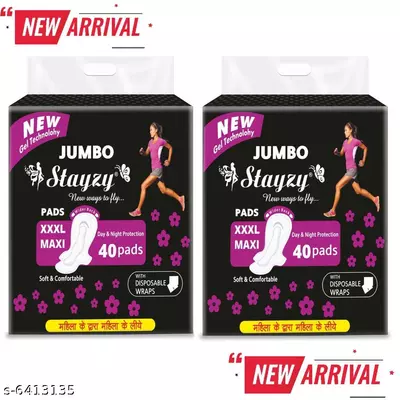 "NEW ARRIVAL
NEW
Gel Technolohy
JUMBO
Stayzy®
New ways to fly...
PADS
XXXL
MAXI
Day & Night Protection
40 pads
Soft & Comfortable
WITH
DISPOSABLE
WRAPS
महिला के द्वारा महिला के लीये
NEW ARRIVAL
NEW
Gel Technolohy
JUMBO
Stayzy®
New ways to fly...
PADS
XXXL
MAXI
Day & Night Protection
40 pads
Soft & Comfortable
WITH
DISPOSABLE
WRAPS
महिला के द्वारा महिला के लीये
s-6413135
"NEW ARRIVAL